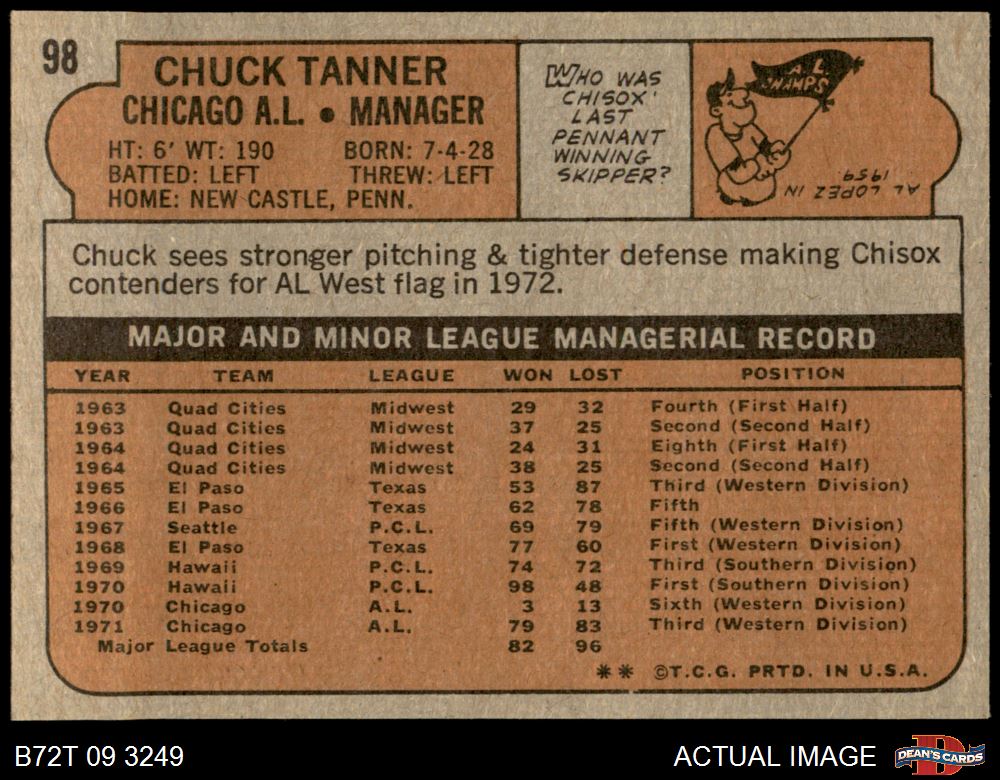 98
CHUCK TANNER
CHICAGO A.L. • MANAGER
HT: 6' WT: 190 BORN: 7-4-28
BATTED: LEFT THREW: LEFT
HOME: NEW CASTLE, PENN.
WHO WAS
CHISOX'
LAST
PENNANT
WINNING
SKIPPER?
A L
CHAMPS
AL LOPEZ IN
1959.
Chuck sees stronger pitching & tighter defense making Chisox
contenders for AL West flag in 1972.
MAJOR AND MINOR LEAGUE MANAGERIAL RECORD
YEAR TEAM LEAGUE WON LOST POSITION
1963 Quad Cities Midwest 29 32 Fourth (First Half)
1963 Quad Cities Midwest 37 25 Second (Second Half)
1964 Quad Cities Midwest 24 31 Eighth (First Half)
1964 Quad Cities Midwest 38 25 Second (Second Half)
1965 El Paso Texas 53 87 Third (Western Division)
1966 El Paso Texas 62 78 Fifth
1967 Seattle P.C.L. 69 79 Fifth (Western Division)
1968 El Paso Texas 77 60 First (Western Division)
1969 Hawaii P.C.L. 74 72 Third (Southern Division)
1970 Hawaii P.C.L. 98 48 First (Southern Division)
1970 Chicago A.L. 3 13 Sixth (Western Division)
1971 Chicago A.L. 79 83 Third (Western Division)
Major League Totals 82 96
** ©T.C.G. PRTD. IN U.S.A.
B72T 09 3249 ACTUAL IMAGE D DEAN'S CARDS